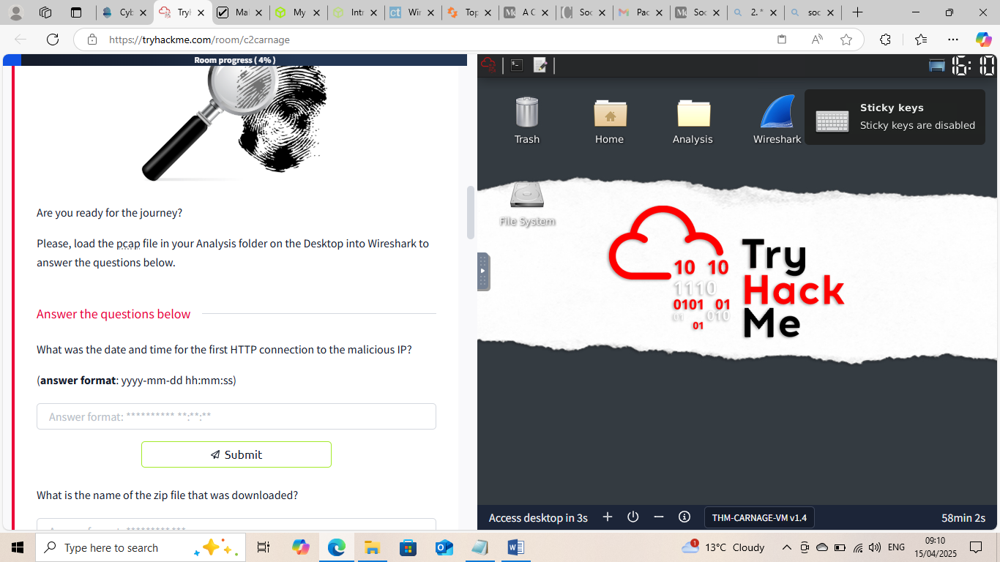 Cyb
TryH
Mal
My
Intr
Wir
Top
A C
Soc
Pac
Soc
2. *
soc
https://tryhackme.com/room/c2carnage
Room progress ( 4% )
Are you ready for the journey?
Please, load the pcap file in your Analysis folder on the Desktop into Wireshark to
answer the questions below.
Answer the questions below
What was the date and time for the first HTTP connection to the malicious IP?
(answer format: yyyy-mm-dd hh:mm:ss)
Answer format: ********** **:**:**
Submit
What is the name of the zip file that was downloaded?
16:10
Trash
Home
Analysis
Wireshark
Sticky keys
Sticky keys are disabled
File System
10 10
1110
0101 01
01 010
01
Try
Hack
Me
Access desktop in 3s
THM-CARNAGE-VM v1.4
58min 2s
Type here to search
1
13°C Cloudy
ENG
09:10
15/04/2025